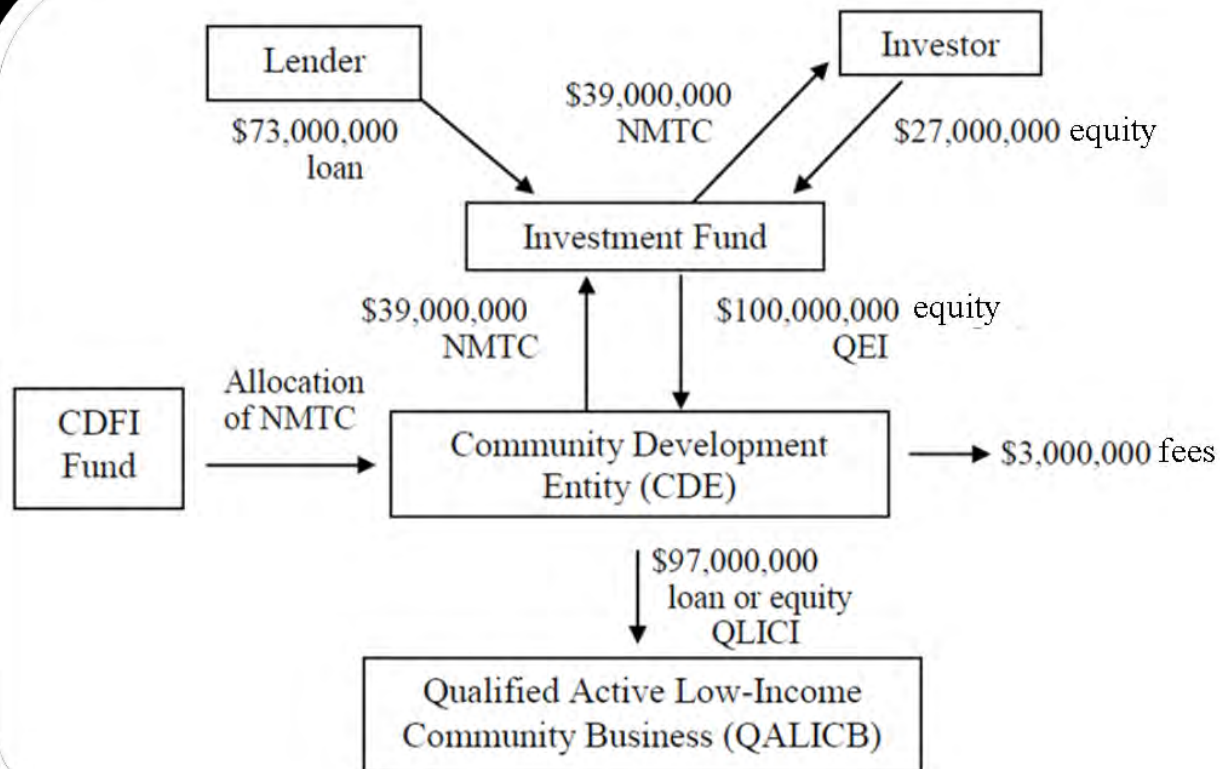 Lender
Investor
$39,000,000
NMTC
$73,000,000
loan
$27,000,000 equity
Investment Fund
$39,000,000
NMTC
$100,000,000 equity
QEI
Allocation
of NMTC
CDFI
Fund
Community Development
Entity (CDE)
$3,000,000 fees
$97,000,000
loan or equity
QLICI
Qualified Active Low-Income
Community Business (QALICB)